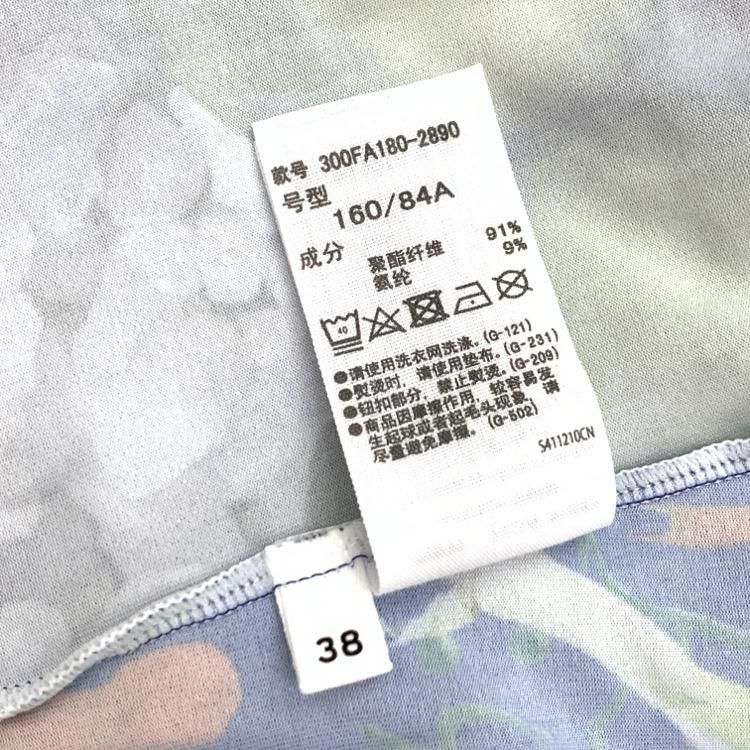 款号 300FA180-2890
号型 160/84A
成分
聚酯纤维 91%
氨纶 9%
40
●请使用洗衣网洗涤。(G-121)
●熨烫时,请使用垫布。(G-231)
●钮扣部分,禁止熨烫。(G-209)
●商品因摩擦作用,较容易发
生起球或者起毛头现象,请
尽量避免摩擦。(G-502)
S411210CN
38